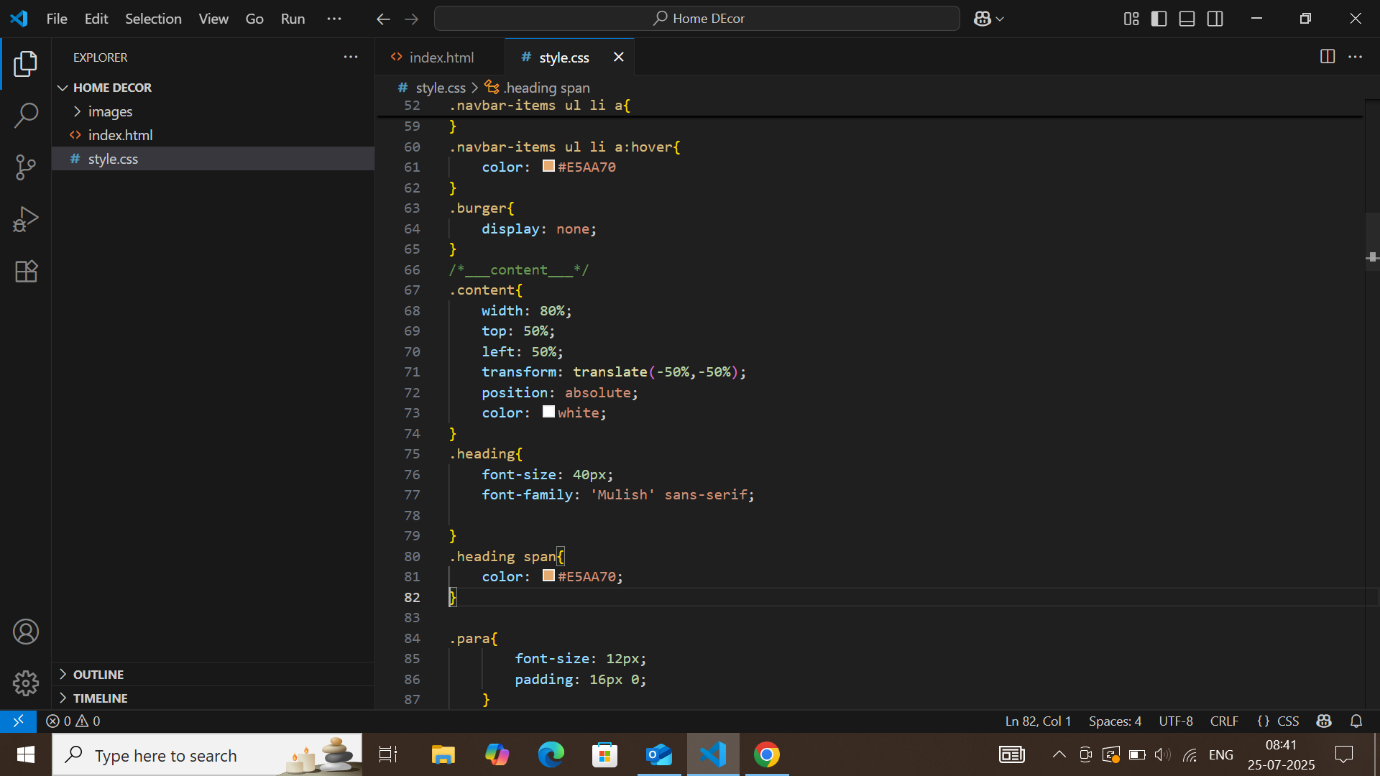 File Edit Selection View Go Run ··· Home DEcor
EXPLORER ···
HOME DECOR
images
index.html
style.css
OUTLINE
TIMELINE
index.html # style.css
# style.css > .heading span
52 .navbar-items ul li a{
59 }
60 .navbar-items ul li a:hover{
61 color: #E5AA70
62 }
63 .burger{
64 display: none;
65 }
66 /*___content___*/
67 .content{
68 width: 80%;
69 top: 50%;
70 left: 50%;
71 transform: translate(-50%,-50%);
72 position: absolute;
73 color: white;
74 }
75 .heading{
76 font-size: 40px;
77 font-family: 'Mulish' sans-serif;
78
79 }
80 .heading span{
81 color: #E5AA70;
82 }
83
84 .para{
85 font-size: 12px;
86 padding: 16px 0;
87 }
0 0 Ln 82, Col 1 Spaces: 4 UTF-8 CRLF {} CSS
Type here to search
ENG
08:41
25-07-2025